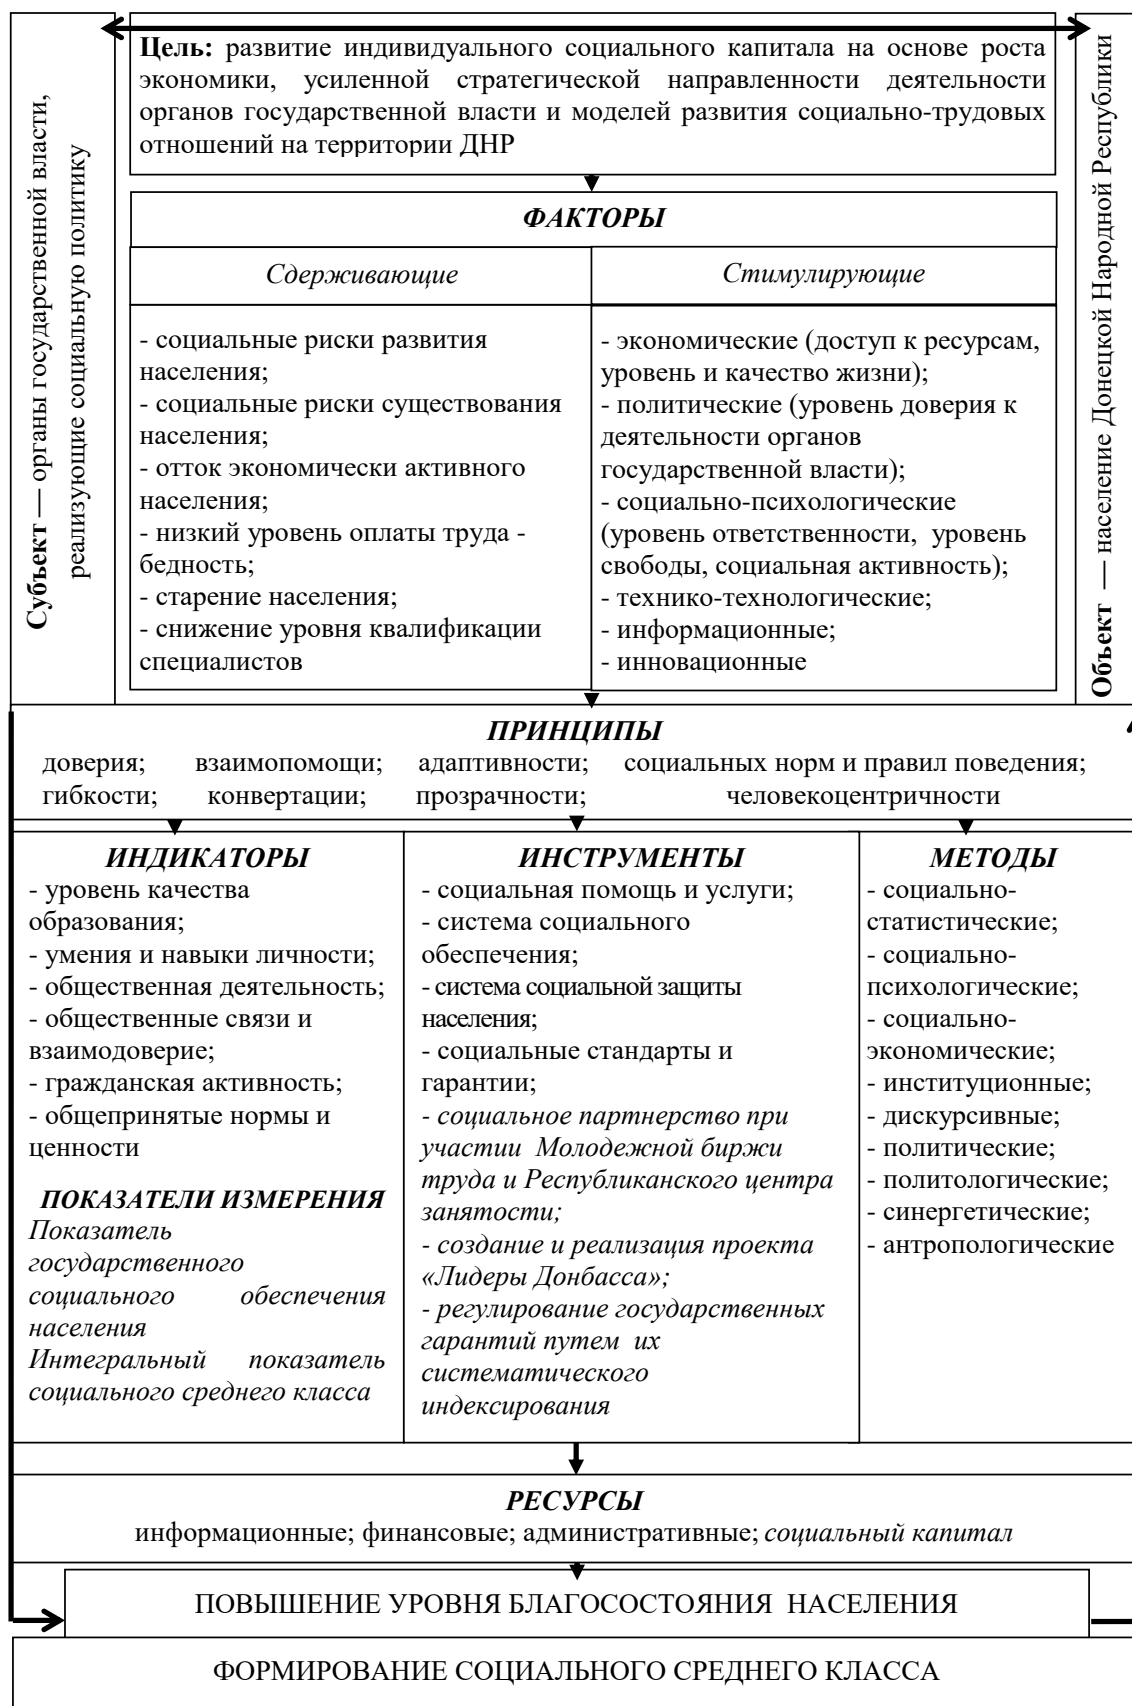 Субъект — органы государственной власти,
реализующие социальную политику
Цель: развитие индивидуального социального капитала на основе роста
экономики, усиленной стратегической направленности деятельности
органов государственной власти и моделей развития социально-трудовых
отношений на территории ДНР
Объект — население Донецкой Народной Республики
ФАКТОРЫ
Сдерживающие
- социальные риски развития
населения;
- социальные риски существования
населения;
- отток экономически активного
населения;
- низкий уровень оплаты труда -
бедность;
- старение населения;
- снижение уровня квалификации
специалистов
Стимулирующие
- экономические (доступ к ресурсам,
уровень и качество жизни);
- политические (уровень доверия к
деятельности органов
государственной власти);
- социально-психологические
(уровень ответственности, уровень
свободы, социальная активность);
- технико-технологические;
- информационные;
- инновационные
ПРИНЦИПЫ
доверия; взаимопомощи; адаптивности; социальных норм и правил поведения;
гибкости; конвертации; прозрачности; человекоцентричности
ИНДИКАТОРЫ
- уровень качества
образования;
- умения и навыки личности;
- общественная деятельность;
- общественные связи и
взаимодоверие;
- гражданская активность;
- общепринятые нормы и
ценности
ПОКАЗАТЕЛИ ИЗМЕРЕНИЯ
Показатель
государственного
социального обеспечения
населения
Интегральный показатель
социального среднего класса
ИНСТРУМЕНТЫ
- социальная помощь и услуги;
- система социального
обеспечения;
- система социальной защиты
населения;
- социальные стандарты и
гарантии;
- социальное партнерство при
участии Молодежной биржи
труда и Республиканского центра
занятости;
- создание и реализация проекта
«Лидеры Донбасса»;
- регулирование государственных
гарантий путем их
систематического
индексирования
МЕТОДЫ
- социально-
статистические;
- социально-
психологические;
- социально-
экономические;
- институционные;
- дискурсивные;
- политические;
- политологические;
- синергетические;
- антропологические
РЕСУРСЫ
информационные; финансовые; административные; социальный капитал
ПОВЫШЕНИЕ УРОВНЯ БЛАГОСОСТОЯНИЯ НАСЕЛЕНИЯ
ФОРМИРОВАНИЕ СОЦИАЛЬНОГО СРЕДНЕГО КЛАССА